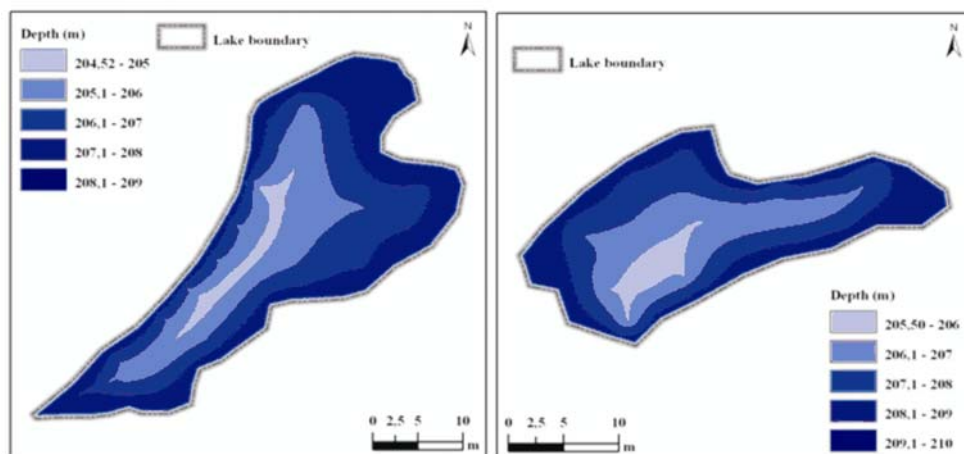 Depth (m)
Lake boundary
N
204,52 - 205
205,1 - 206
206,1 - 207
207,1 - 208
208,1 - 209
0 2,5 5 10
m
N
Lake boundary
Depth (m)
205,50 - 206
206,1 - 207
207,1 - 208
208,1 - 209
209,1 - 210
0 2,5 5 10
m